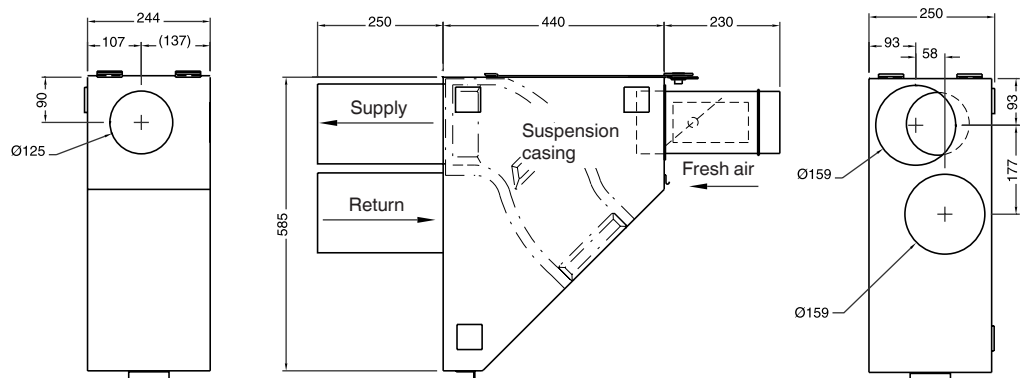 244
107
(137)
90
Ø125
250
440
230
Supply
Suspension
casing
Fresh air
Return
585
250
93
58
93
177
Ø159
Ø159